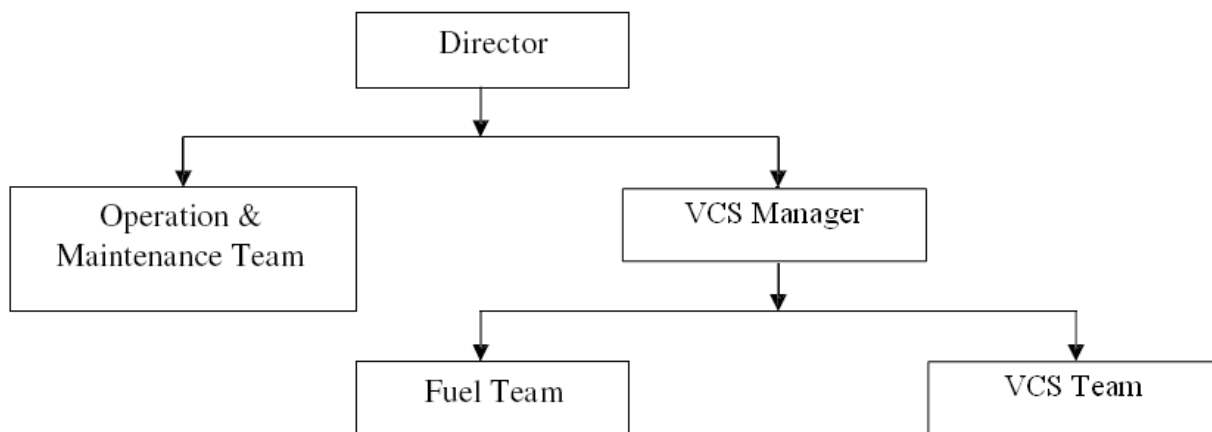 Director
Operation &
Maintenance Team
VCS Manager
Fuel Team
VCS Team